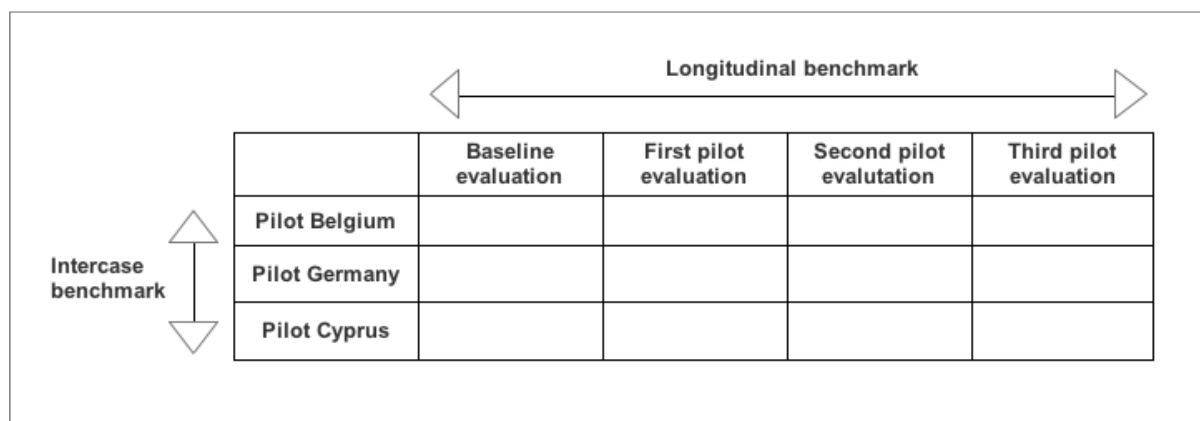 Longitudinal benchmark
Baseline
evaluation
First pilot
evaluation
Second pilot
evalutation
Third pilot
evaluation
Pilot Belgium
Intercase
benchmark
Pilot Germany
Pilot Cyprus